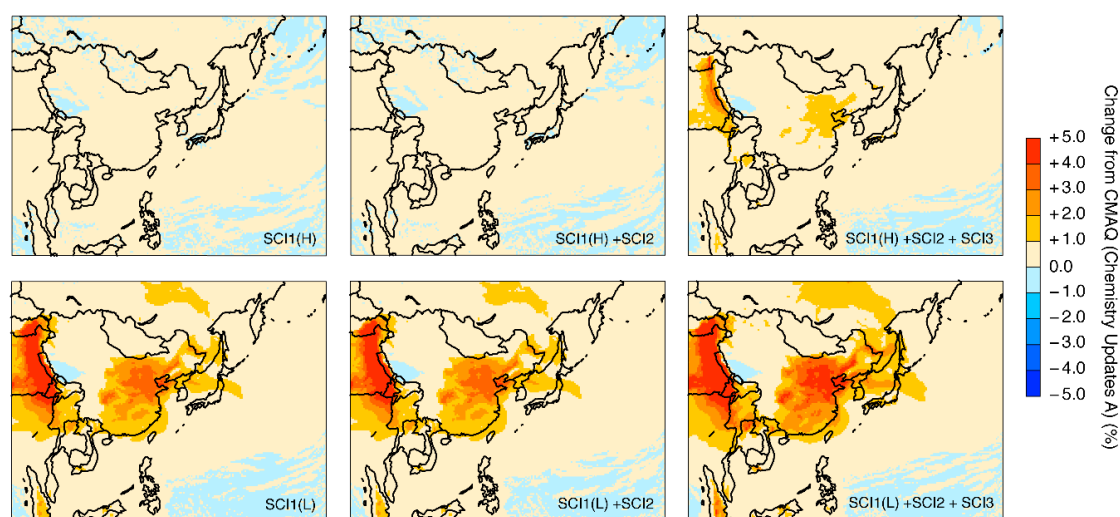 SCI1(H)
SCI1(H) +SCI2
SCI1(H) +SCI2 + SCI3
SCI1(L)
SCI1(L) +SCI2
SCI1(L) +SCI2 + SCI3
+5.0
+4.0
+3.0
+2.0
+1.0
0.0
−1.0
−2.0
−3.0
−4.0
−5.0
Change from CMAQ (Chemistry Updates A) (%)